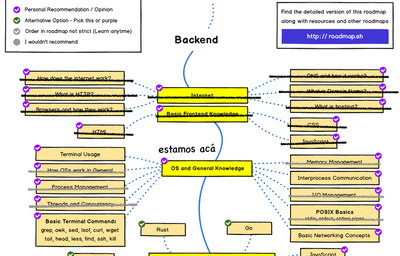 Personal Recommendation / Opinion
Alternative Option - Pick this or purple
Order in roadmap not strict (Learn anytime)
I wouldn't recommend
Find the detailed version of this roadmap
along with resources and other roadmaps
http:// roadmap.sh
Backend
How does the internet work?
What is HTTP?
Browsers and how they work?
HTML
Internet
Basic Frontend Knowledge
DNS and how it works?
What is Domain Name?
What is hosting?
CSS
JavaScript
estamos acá
OS and General Knowledge
Terminal Usage
How OSs work in General
Process Management
Threads and Concurrency
Basic Terminal Commands
grep, awk, sed, lsof, curl, wget
tail, head, less, find, ssh, kill
Memory Management
Interprocess Communication
I/O Management
POSIX Basics
Basic Networking Concepts
Rust
Go
JavaScript